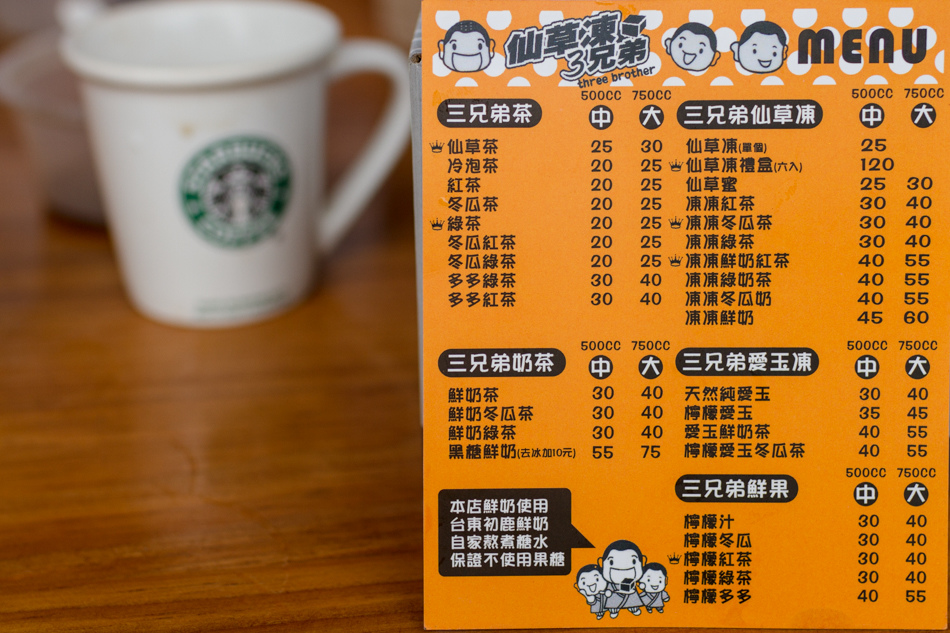 仙草凍
3兄弟
three brother
MENU
三兄弟茶 500CC 中 750CC 大
仙草茶 25 30
冷泡茶 20 25
紅茶 20 25
冬瓜茶 20 25
綠茶 20 25
冬瓜紅茶 20 25
冬瓜綠茶 20 25
多多綠茶 30 40
多多紅茶 30 40
三兄弟奶茶 500CC 中 750CC 大
鮮奶茶 30 40
鮮奶冬瓜茶 30 40
鮮奶綠茶 30 40
黑糖鮮奶(去冰加10元) 55 75
本店鮮奶使用
台東初鹿鮮奶
自家熬煮糖水
保證不使用果糖
三兄弟仙草凍 500CC 中 750CC 大
仙草凍(單個) 25
仙草凍禮盒(六入) 120
仙草蜜 25 30
凍凍紅茶 30 40
凍凍冬瓜茶 30 40
凍凍綠茶 30 40
凍凍鮮奶紅茶 40 55
凍凍綠奶茶 40 55
凍凍冬瓜奶 40 55
凍凍鮮奶 45 60
三兄弟愛玉凍 500CC 中 750CC 大
天然純愛玉 30 40
檸檬愛玉 35 45
愛玉鮮奶茶 40 55
檸檬愛玉冬瓜茶 40 55
三兄弟鮮果 500CC 中 750CC 大
檸檬汁 30 40
檸檬冬瓜 30 40
檸檬紅茶 30 40
檸檬綠茶 30 40
檸檬多多 40 55